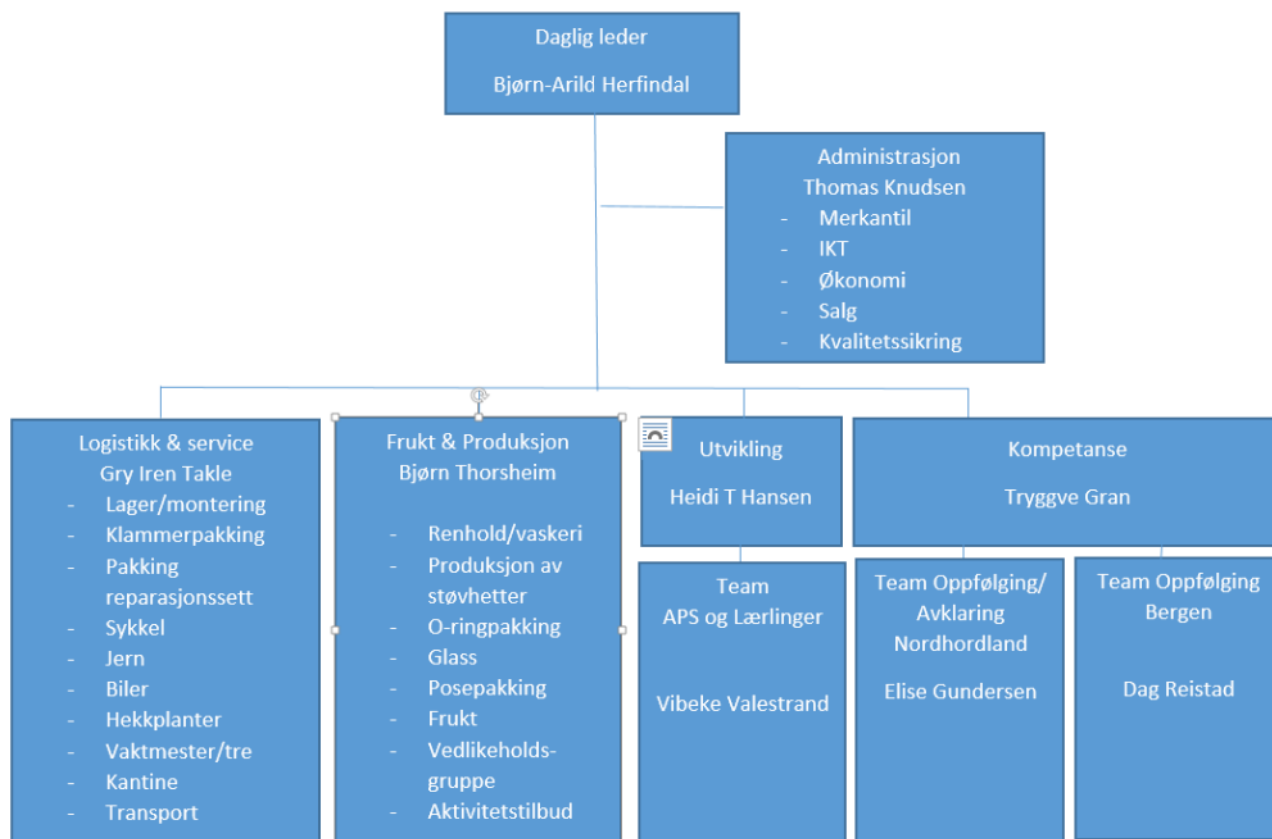 Daglig leder
Bjørn-Arild Herfindal
Administrasjon
Thomas Knudsen
- Merkantil
- IKT
- Økonomi
- Salg
- Kvalitetssikring
Logistikk & service
Gry Iren Takle
- Lager/montering
- Klammerpakking
- Pakking
reparasjonssett
- Sykkel
- Jern
- Biler
- Hekkplanter
- Vaktmester/tre
- Kantine
- Transport
Frukt & Produksjon
Bjørn Thorsheim
- Renhold/vaskeri
- Produksjon av
støvhetter
- O-ringpakking
- Glass
- Posepakking
- Frukt
- Vedlikeholds-
gruppe
- Aktivitetstilbud
Utvikling
Heidi T Hansen
Team
APS og Lærlinger
Vibeke Valestrand
Kompetanse
Tryggve Gran
Team Oppfølging/
Avklaring
Nordhordland
Elise Gundersen
Team Oppfølging
Bergen
Dag Reistad